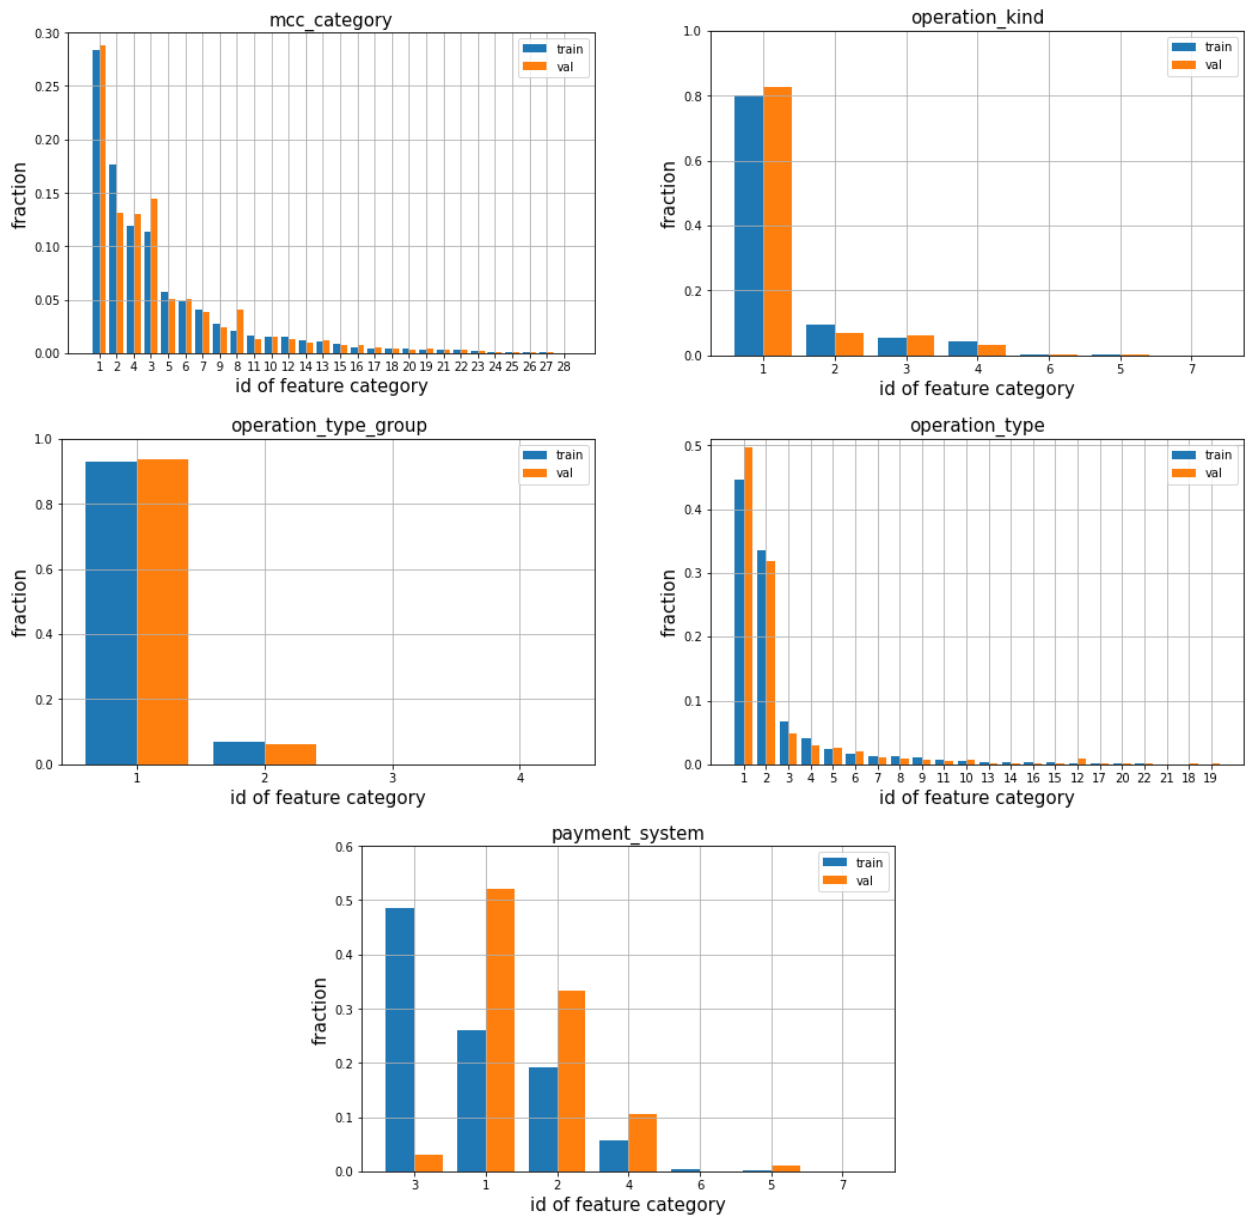 mcc_category
0.30
0.25
0.20
0.15
0.10
0.05
0.00
fraction
train
val
1 2 4 3 5 6 7 9 8 11 10 12 14 13 15 16 17 18 20 19 21 22 23 24 25 26 27 28
id of feature category
operation_kind
1.0
0.8
0.6
0.4
0.2
0.0
fraction
train
val
1 2 3 4 6 5 7
id of feature category
operation_type_group
1.0
0.8
0.6
0.4
0.2
0.0
fraction
train
val
1 2 3 4
id of feature category
operation_type
0.5
0.4
0.3
0.2
0.1
0.0
fraction
train
val
1 2 3 4 5 6 7 8 9 11 10 13 14 16 15 12 17 20 22 21 18 19
id of feature category
payment_system
0.6
0.5
0.4
0.3
0.2
0.1
0.0
fraction
train
val
3 1 2 4 6 5 7
id of feature category